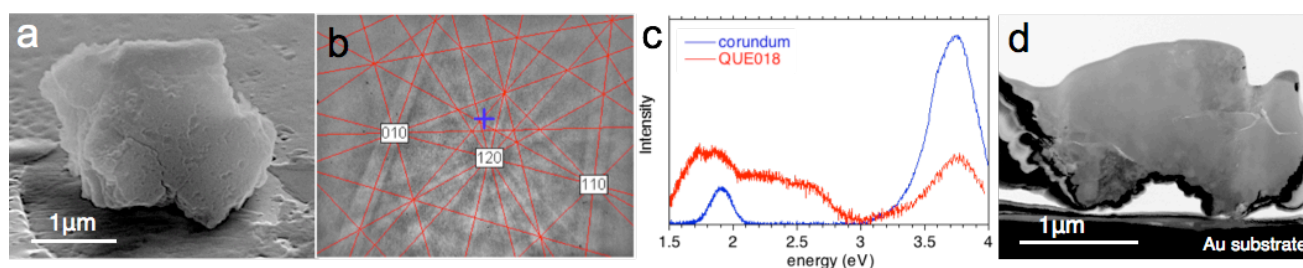 a
1μm
b
010
120
110
c
corundum
QUE018
Intensity
1.5 2 2.5 3 3.5 4
energy (eV)
d
1μm
Au substrate